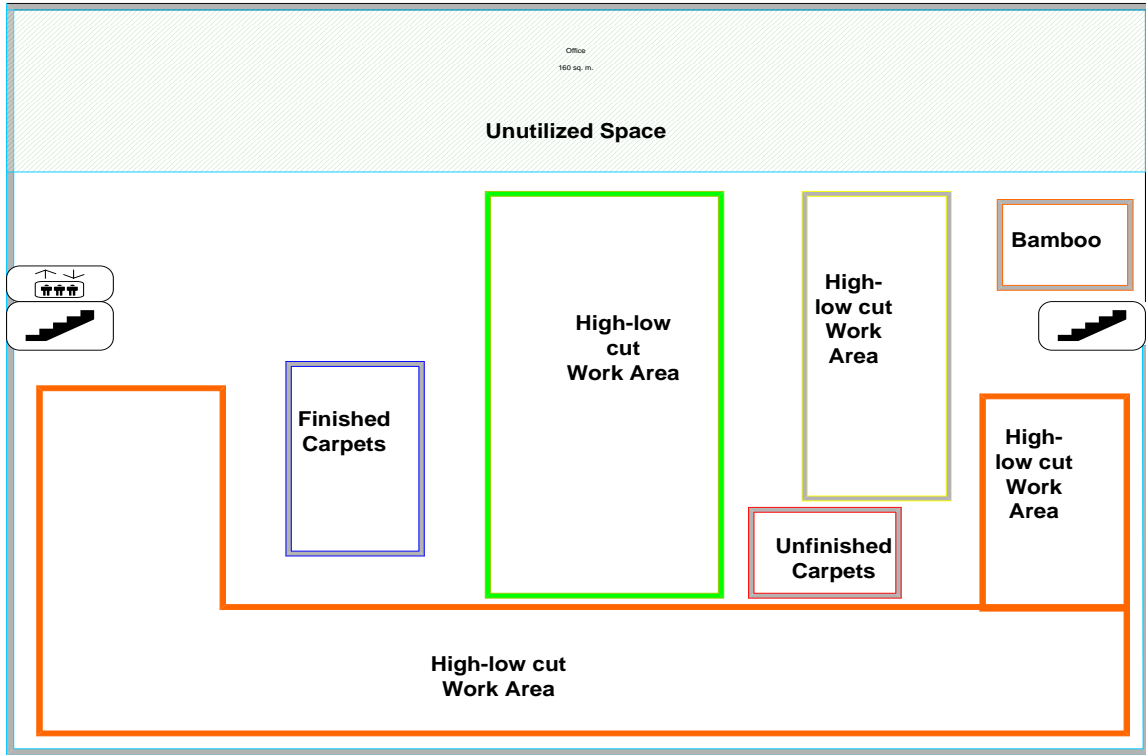 Office
160 sq. m.
Unutilized Space
Bamboo
High-
low cut
Work
Area
High-low
cut
Work Area
Finished
Carpets
High-
low cut
Work
Area
Unfinished
Carpets
High-low cut
Work Area